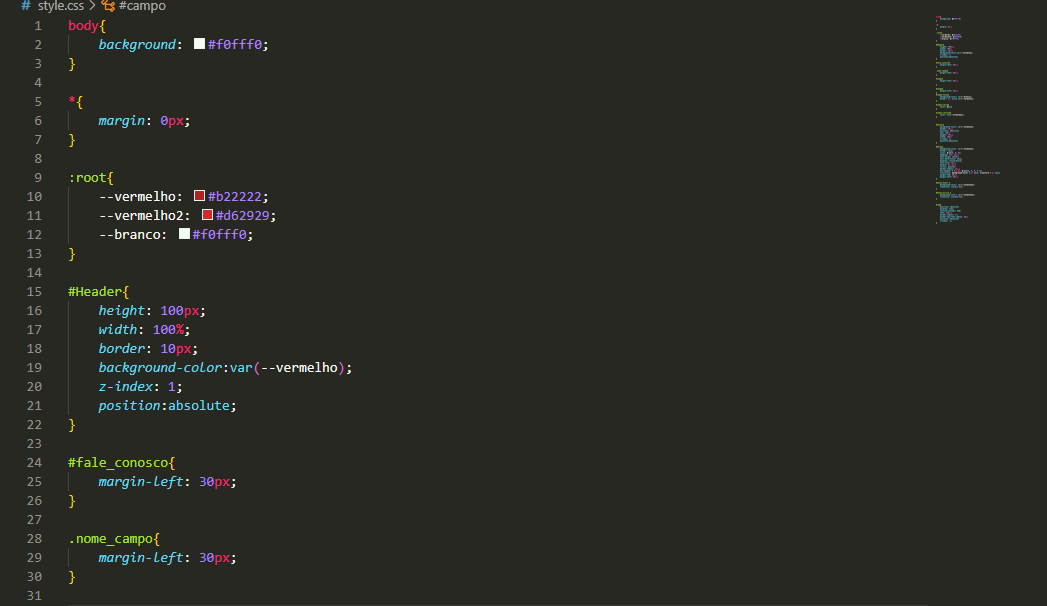 # style.css > #campo
1 body{
2 background: #f0fff0;
3 }
4
5 *{
6 margin: 0px;
7 }
8
9 :root{
10 --vermelho: #b22222;
11 --vermelho2: #d62929;
12 --branco: #f0fff0;
13 }
14
15 #Header{
16 height: 100px;
17 width: 100%;
18 border: 10px;
19 background-color:var(--vermelho);
20 z-index: 1;
21 position:absolute;
22 }
23
24 #fale_conosco{
25 margin-left: 30px;
26 }
27
28 .nome_campo{
29 margin-left: 30px;
30 }
31